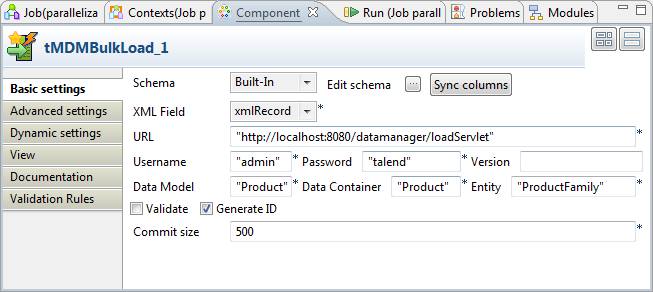 Job(paralleliza Contexts(Job p Component Run (Job parall Problems Modules
tMDMBulkLoad_1
Basic settings
Advanced settings
Dynamic settings
View
Documentation
Validation Rules
Schema Built-In Edit schema ... Sync columns
XML Field xmlRecord *
URL "http://localhost:8080/datamanager/loadServlet" *
Username "admin" * Password "talend" * Version
Data Model "Product" * Data Container "Product" * Entity "ProductFamily" *
Validate Generate ID
Commit size 500 *